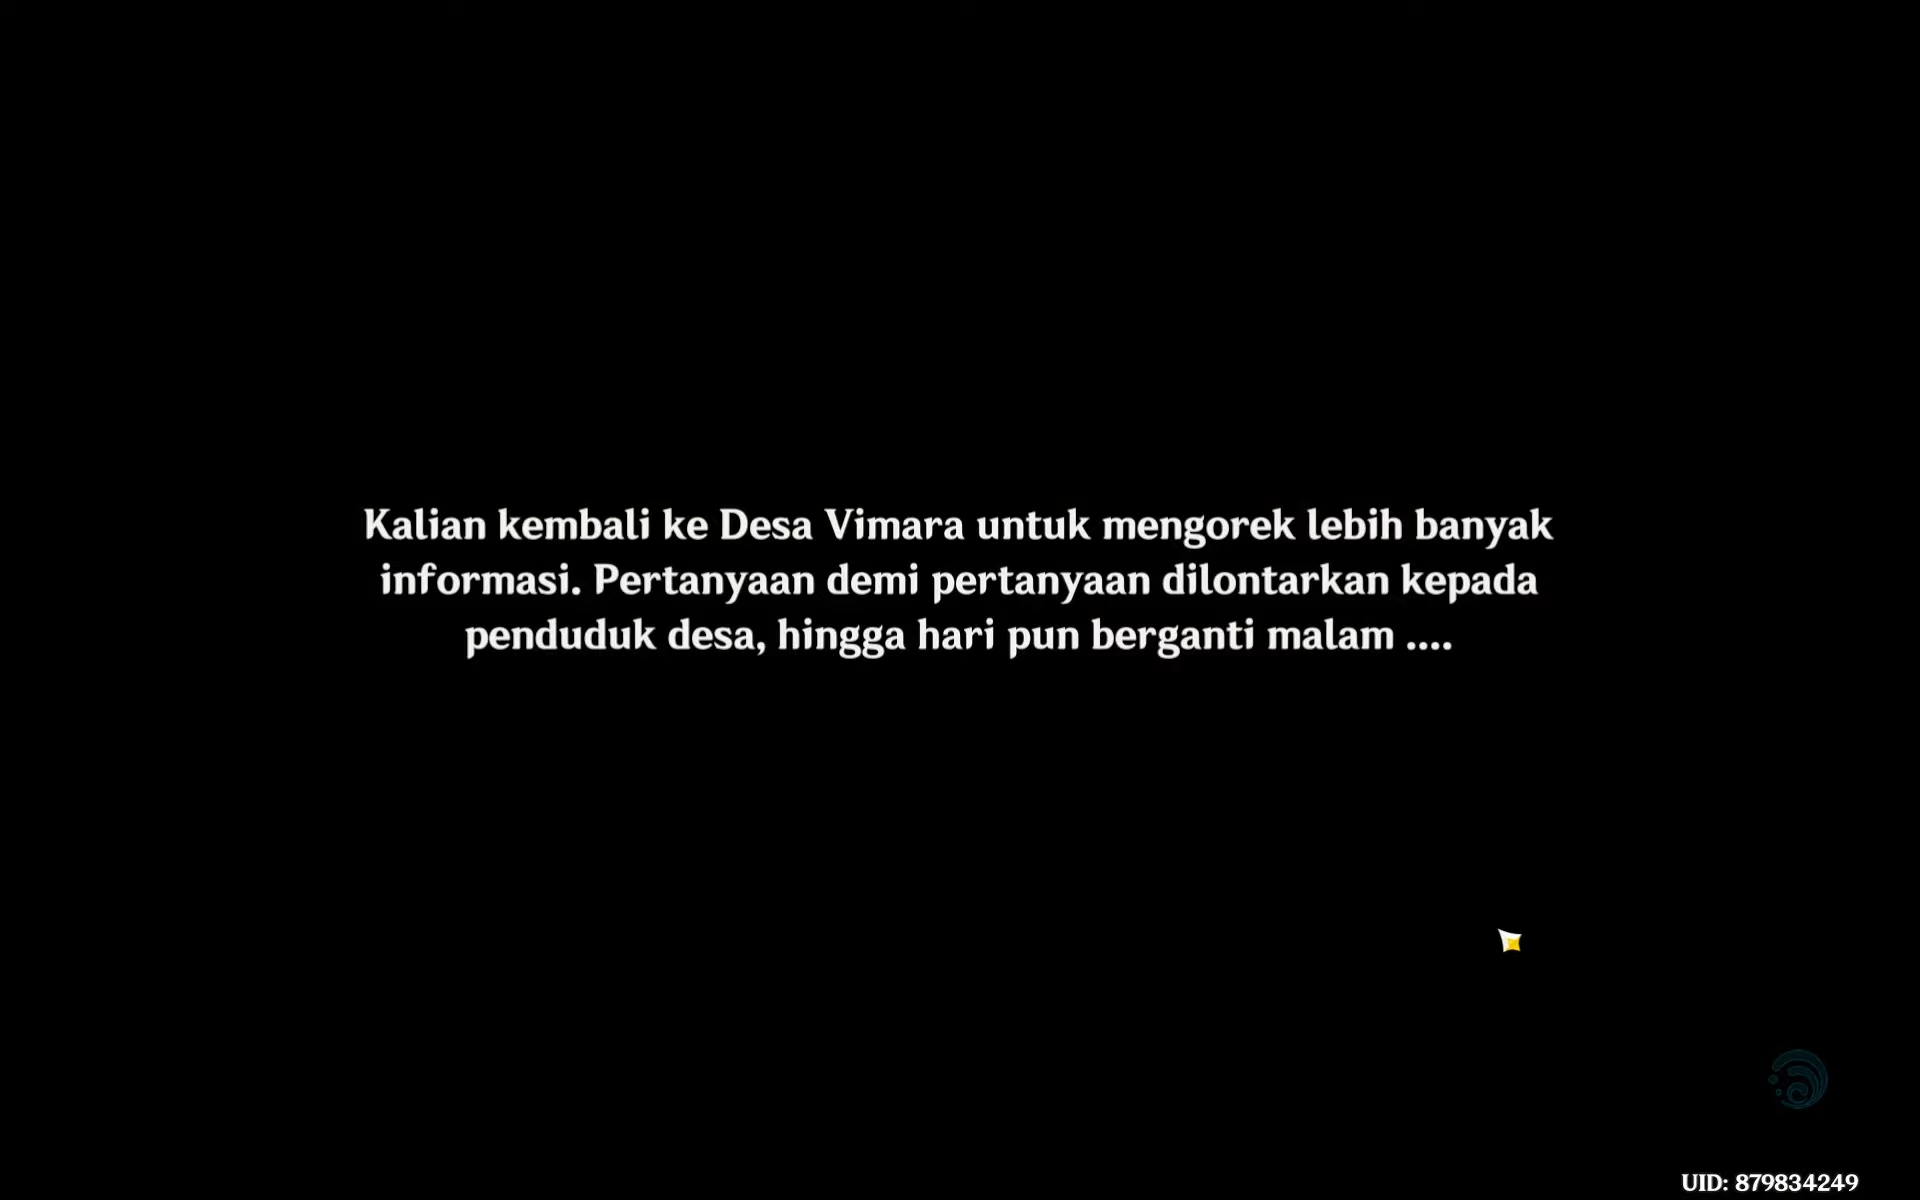 Kalian kembali ke Desa Vimara untuk mengorek lebih banyak
informasi. Pertanyaan demi pertanyaan dilontarkan kepada
penduduk desa, hingga hari pun berganti malam ....
UID: 879834249